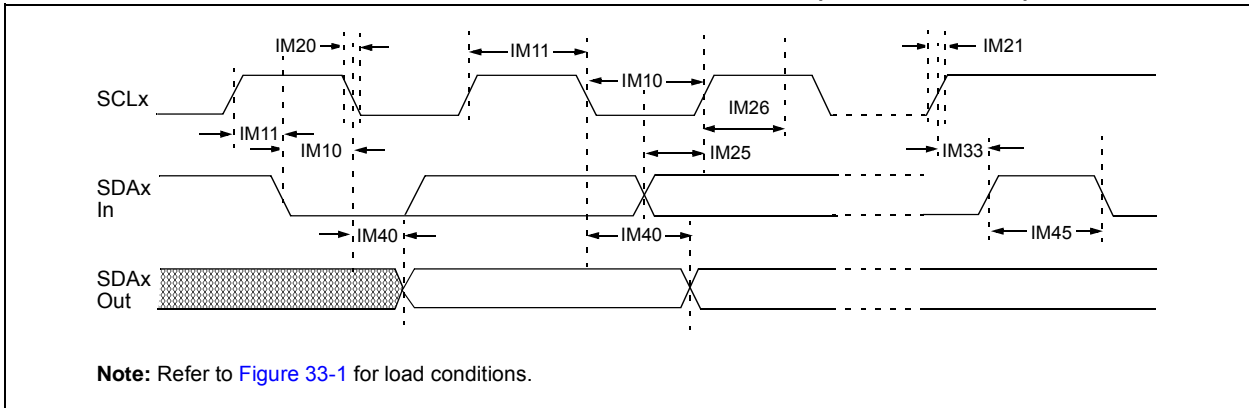 IM20
IM11
IM21
IM10
SCLx
IM26
IM11
IM10
IM25
IM33
SDAx
In
IM40
IM40
IM45
SDAx
Out
Note: Refer to Figure 33-1 for load conditions.